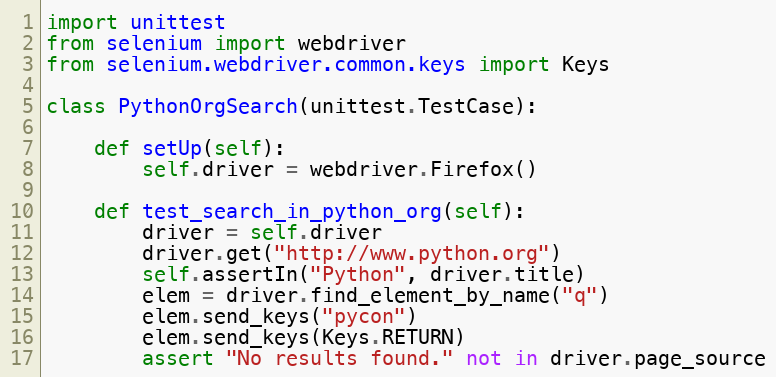 1 import unittest
2 from selenium import webdriver
3 from selenium.webdriver.common.keys import Keys
4
5 class PythonOrgSearch(unittest.TestCase):
6
7     def setUp(self):
8         self.driver = webdriver.Firefox()
9
10     def test_search_in_python_org(self):
11         driver = self.driver
12         driver.get("http://www.python.org")
13         self.assertIn("Python", driver.title)
14         elem = driver.find_element_by_name("q")
15         elem.send_keys("pycon")
16         elem.send_keys(Keys.RETURN)
17         assert "No results found." not in driver.page_source